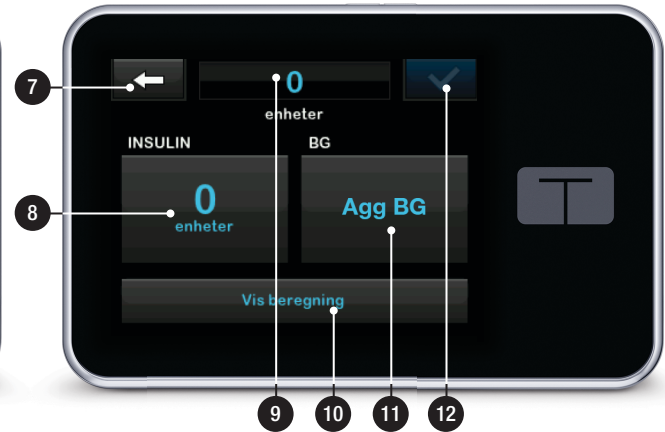 7
0
enheter
INSULIN
BG
8
0
enheter
Agg BG
Vis beregning
9
10
11
12